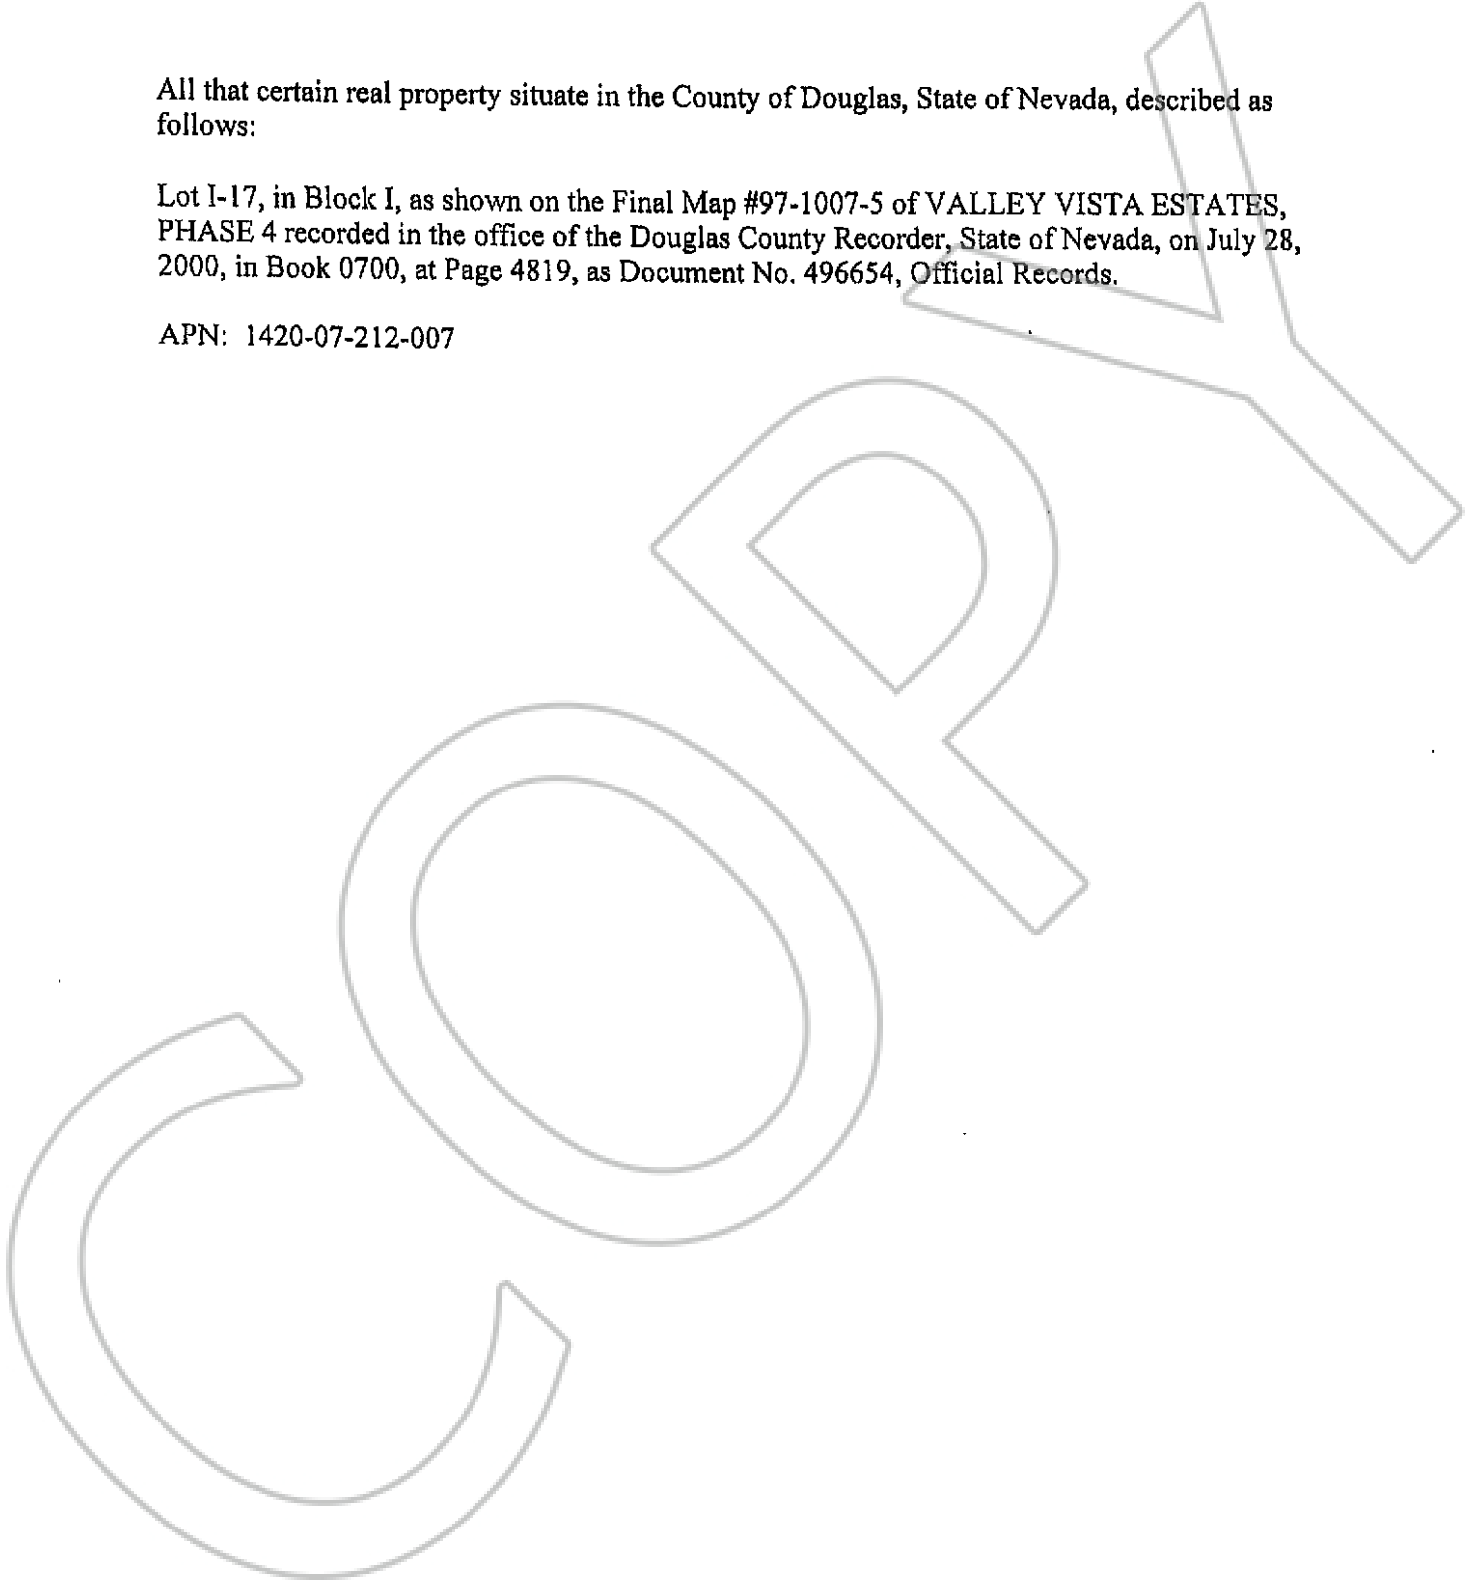 All that certain real property situate in the County of Douglas, State of Nevada, described as
follows:
Lot I-17, in Block I, as shown on the Final Map #97-1007-5 of VALLEY VISTA ESTATES,
PHASE 4 recorded in the office of the Douglas County Recorder, State of Nevada, on July 28,
2000, in Book 0700, at Page 4819, as Document No. 496654, Official Records.
APN: 1420-07-212-007
COPY